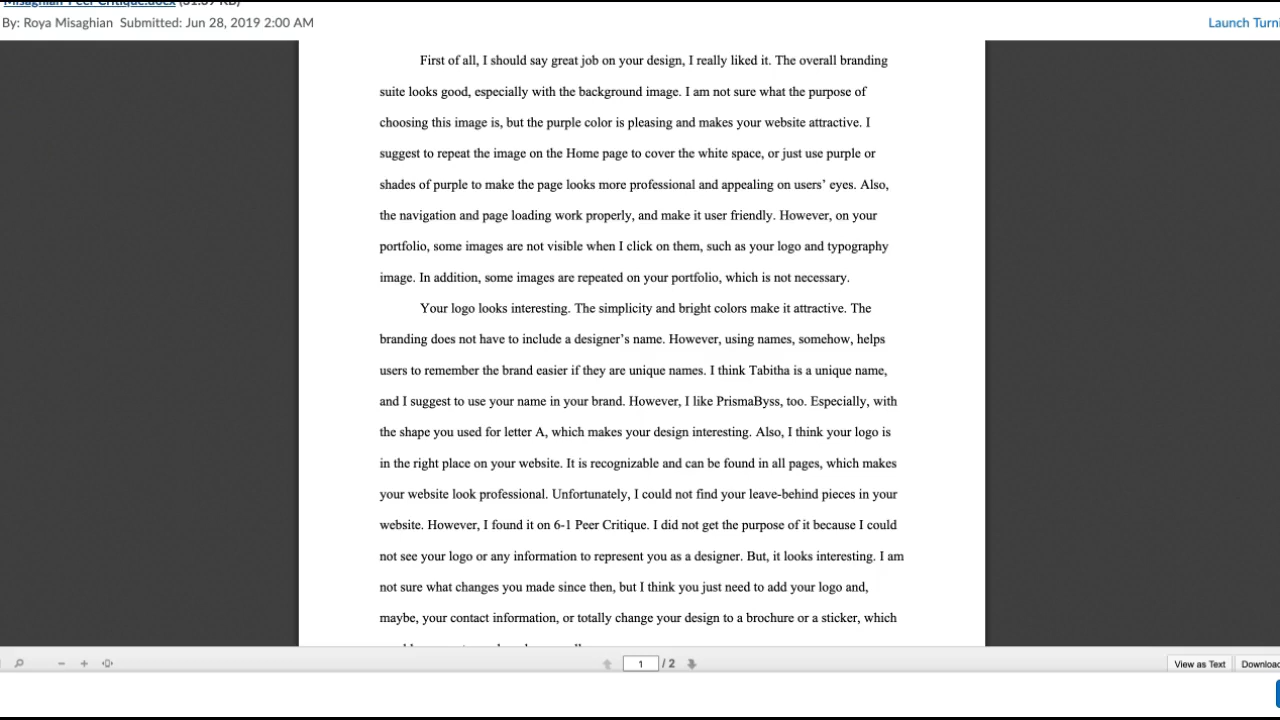 Misaghian-Peer Critique.docx (31.39 KB)
By: Roya Misaghian Submitted: Jun 28, 2019 2:00 AM
Launch Turni
First of all, I should say great job on your design, I really liked it. The overall branding
suite looks good, especially with the background image. I am not sure what the purpose of
choosing this image is, but the purple color is pleasing and makes your website attractive. I
suggest to repeat the image on the Home page to cover the white space, or just use purple or
shades of purple to make the page looks more professional and appealing on users’ eyes. Also,
the navigation and page loading work properly, and make it user friendly. However, on your
portfolio, some images are not visible when I click on them, such as your logo and typography
image. In addition, some images are repeated on your portfolio, which is not necessary.
Your logo looks interesting. The simplicity and bright colors make it attractive. The
branding does not have to include a designer’s name. However, using names, somehow, helps
users to remember the brand easier if they are unique names. I think Tabitha is a unique name,
and I suggest to use your name in your brand. However, I like PrismaByss, too. Especially, with
the shape you used for letter A, which makes your design interesting. Also, I think your logo is
in the right place on your website. It is recognizable and can be found in all pages, which makes
your website look professional. Unfortunately, I could not find your leave-behind pieces in your
website. However, I found it on 6-1 Peer Critique. I did not get the purpose of it because I could
not see your logo or any information to represent you as a designer. But, it looks interesting. I am
not sure what changes you made since then, but I think you just need to add your logo and,
maybe, your contact information, or totally change your design to a brochure or a sticker, which
1 / 2
View as Text
Download